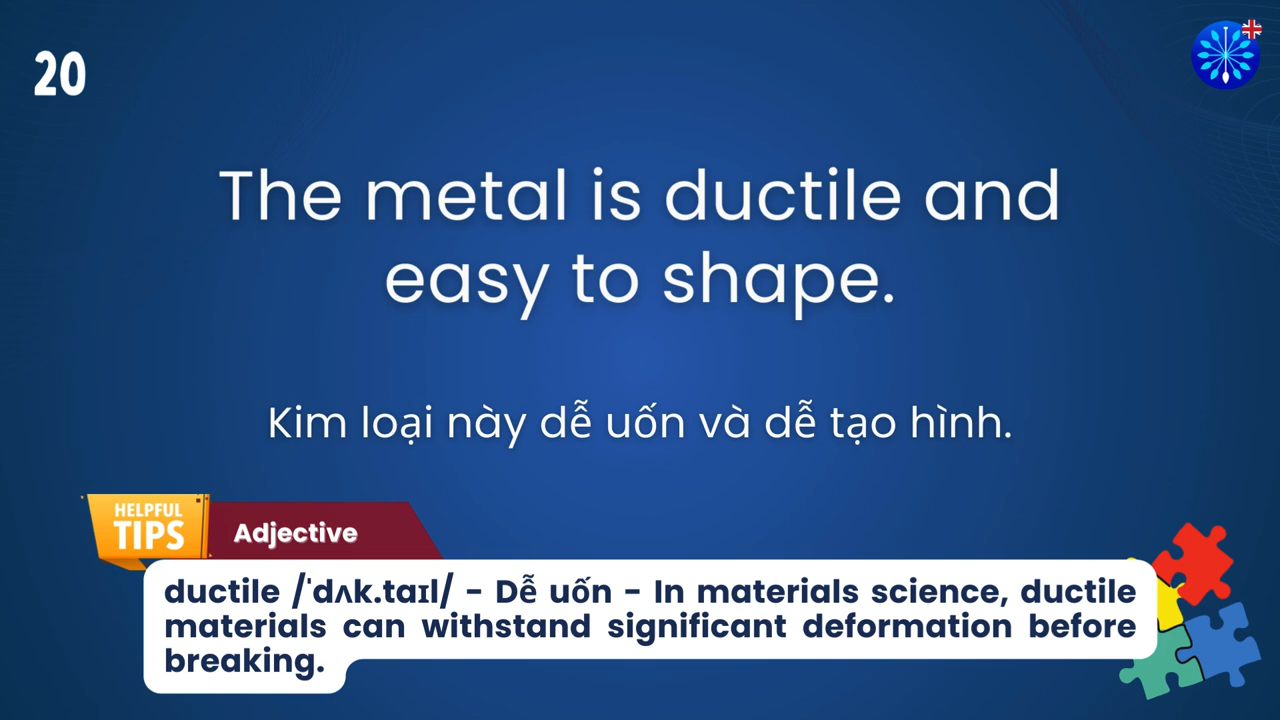 20
The metal is ductile and
easy to shape.
Kim loại này dễ uốn và dễ tạo hình.
HELPFUL
TIPS
Adjective
ductile /ˈdʌk.taɪl/ - Dễ uốn - In materials science, ductile
materials can withstand significant deformation before
breaking.